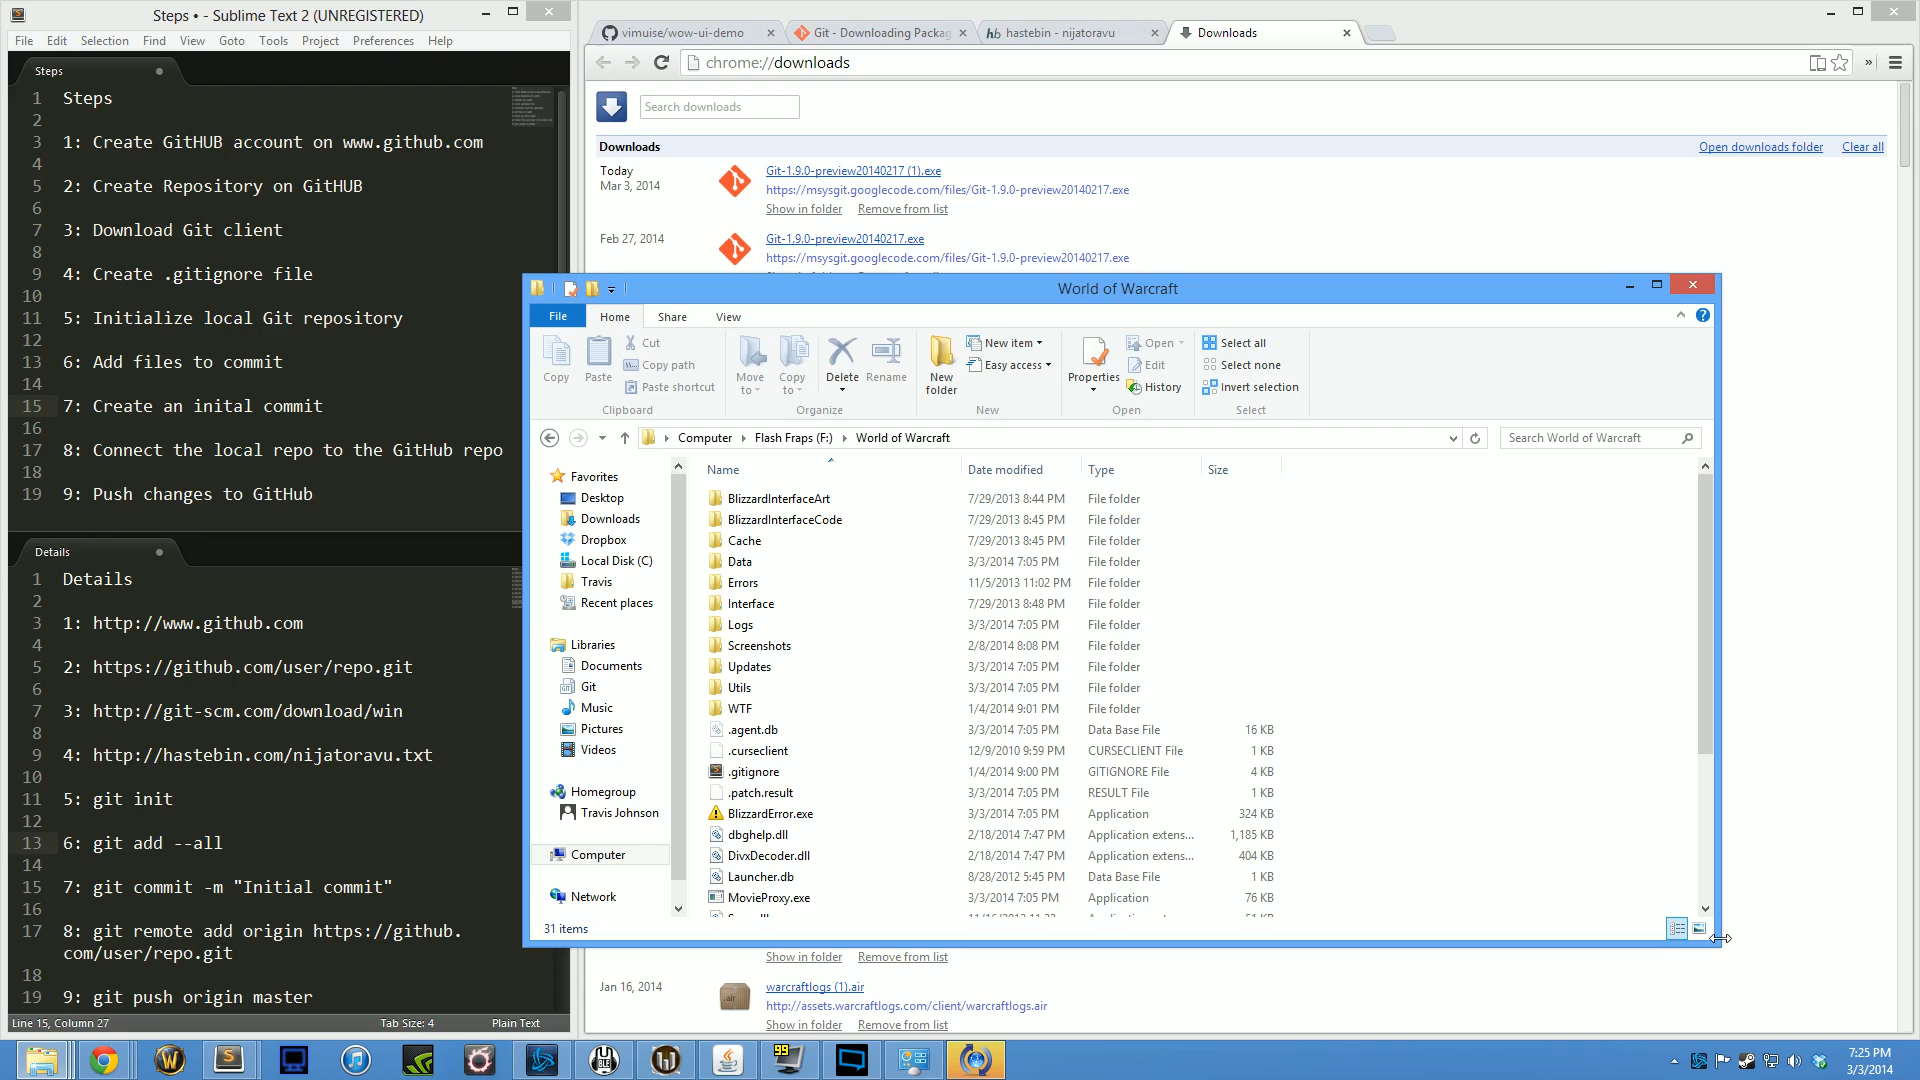 Steps • - Sublime Text 2 (UNREGISTERED)
File Edit Selection Find View Goto Tools Project Preferences Help
Steps
1 Steps
2
3 1: Create GitHUB account on www.github.com
4
5 2: Create Repository on GitHUB
6
7 3: Download Git client
8
9 4: Create .gitignore file
10
11 5: Initialize local Git repository
12
13 6: Add files to commit
14
15 7: Create an inital commit
16
17 8: Connect the local repo to the GitHub repo
18
19 9: Push changes to GitHub
Details
1 Details
2
3 1: http://www.github.com
4
5 2: https://github.com/user/repo.git
6
7 3: http://git-scm.com/download/win
8
9 4: http://hastebin.com/nijatoravu.txt
10
11 5: git init
12
13 6: git add --all
14
15 7: git commit -m "Initial commit"
16
17 8: git remote add origin https://github.
com/user/repo.git
18
19 9: git push origin master
Line 15, Column 27 Tab Size: 4 Plain Text
vimuise/wow-ui-demo Git - Downloading Packag hastebin - nijatoravu Downloads
chrome://downloads
Search downloads
Downloads Open downloads folder Clear all
Today Git-1.9.0-preview20140217 (1).exe
Mar 3, 2014 https://msysgit.googlecode.com/files/Git-1.9.0-preview20140217.exe
Show in folder Remove from list
Feb 27, 2014 Git-1.9.0-preview20140217.exe
https://msysgit.googlecode.com/files/Git-1.9.0-preview20140217.exe
World of Warcraft
File Home Share View
Copy Paste Cut Copy path Paste shortcut
Clipboard
Move to Copy to Delete Rename
Organize
New folder New item Easy access
New
Properties Open Edit History
Open
Select all Select none Invert selection
Select
Computer Flash Fraps (F:) World of Warcraft Search World of Warcraft
Favorites
Desktop
Downloads
Dropbox
Local Disk (C)
Travis
Recent places
Libraries
Documents
Git
Music
Pictures
Videos
Homegroup
Travis Johnson
Computer
Network
Name Date modified Type Size
BlizzardInterfaceArt 7/29/2013 8:44 PM File folder
BlizzardInterfaceCode 7/29/2013 8:45 PM File folder
Cache 7/29/2013 8:45 PM File folder
Data 3/3/2014 7:05 PM File folder
Errors 11/5/2013 11:02 PM File folder
Interface 7/29/2013 8:48 PM File folder
Logs 3/3/2014 7:05 PM File folder
Screenshots 2/8/2014 8:08 PM File folder
Updates 3/3/2014 7:05 PM File folder
Utils 3/3/2014 7:05 PM File folder
WTF 1/4/2014 9:01 PM File folder
.agent.db 3/3/2014 7:05 PM Data Base File 16 KB
.curseclient 12/9/2010 9:59 PM CURSECLIENT File 1 KB
.gitignore 1/4/2014 9:00 PM GITIGNORE File 4 KB
.patch.result 3/3/2014 7:05 PM RESULT File 1 KB
BlizzardError.exe 3/3/2014 7:05 PM Application 324 KB
dbghelp.dll 2/18/2014 7:47 PM Application extens... 1,185 KB
DivxDecoder.dll 2/18/2014 7:47 PM Application extens... 404 KB
Launcher.db 8/28/2012 5:45 PM Data Base File 1 KB
MovieProxy.exe 3/3/2014 7:05 PM Application 76 KB
31 items
Show in folder Remove from list
Jan 16, 2014 warcraftlogs (1).air
http://assets.warcraftlogs.com/client/warcraftlogs.air
Show in folder Remove from list
7:25 PM
3/3/2014